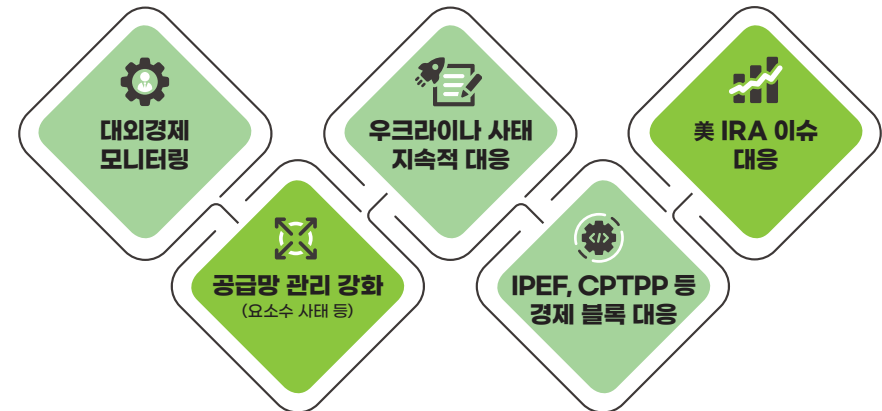 대외경제
모니터링
공급망 관리 강화
(요소수 사태 등)
우크라이나 사태
지속적 대응
IPEF, CPTPP 등
경제 블록 대응
美 IRA 이슈
대응